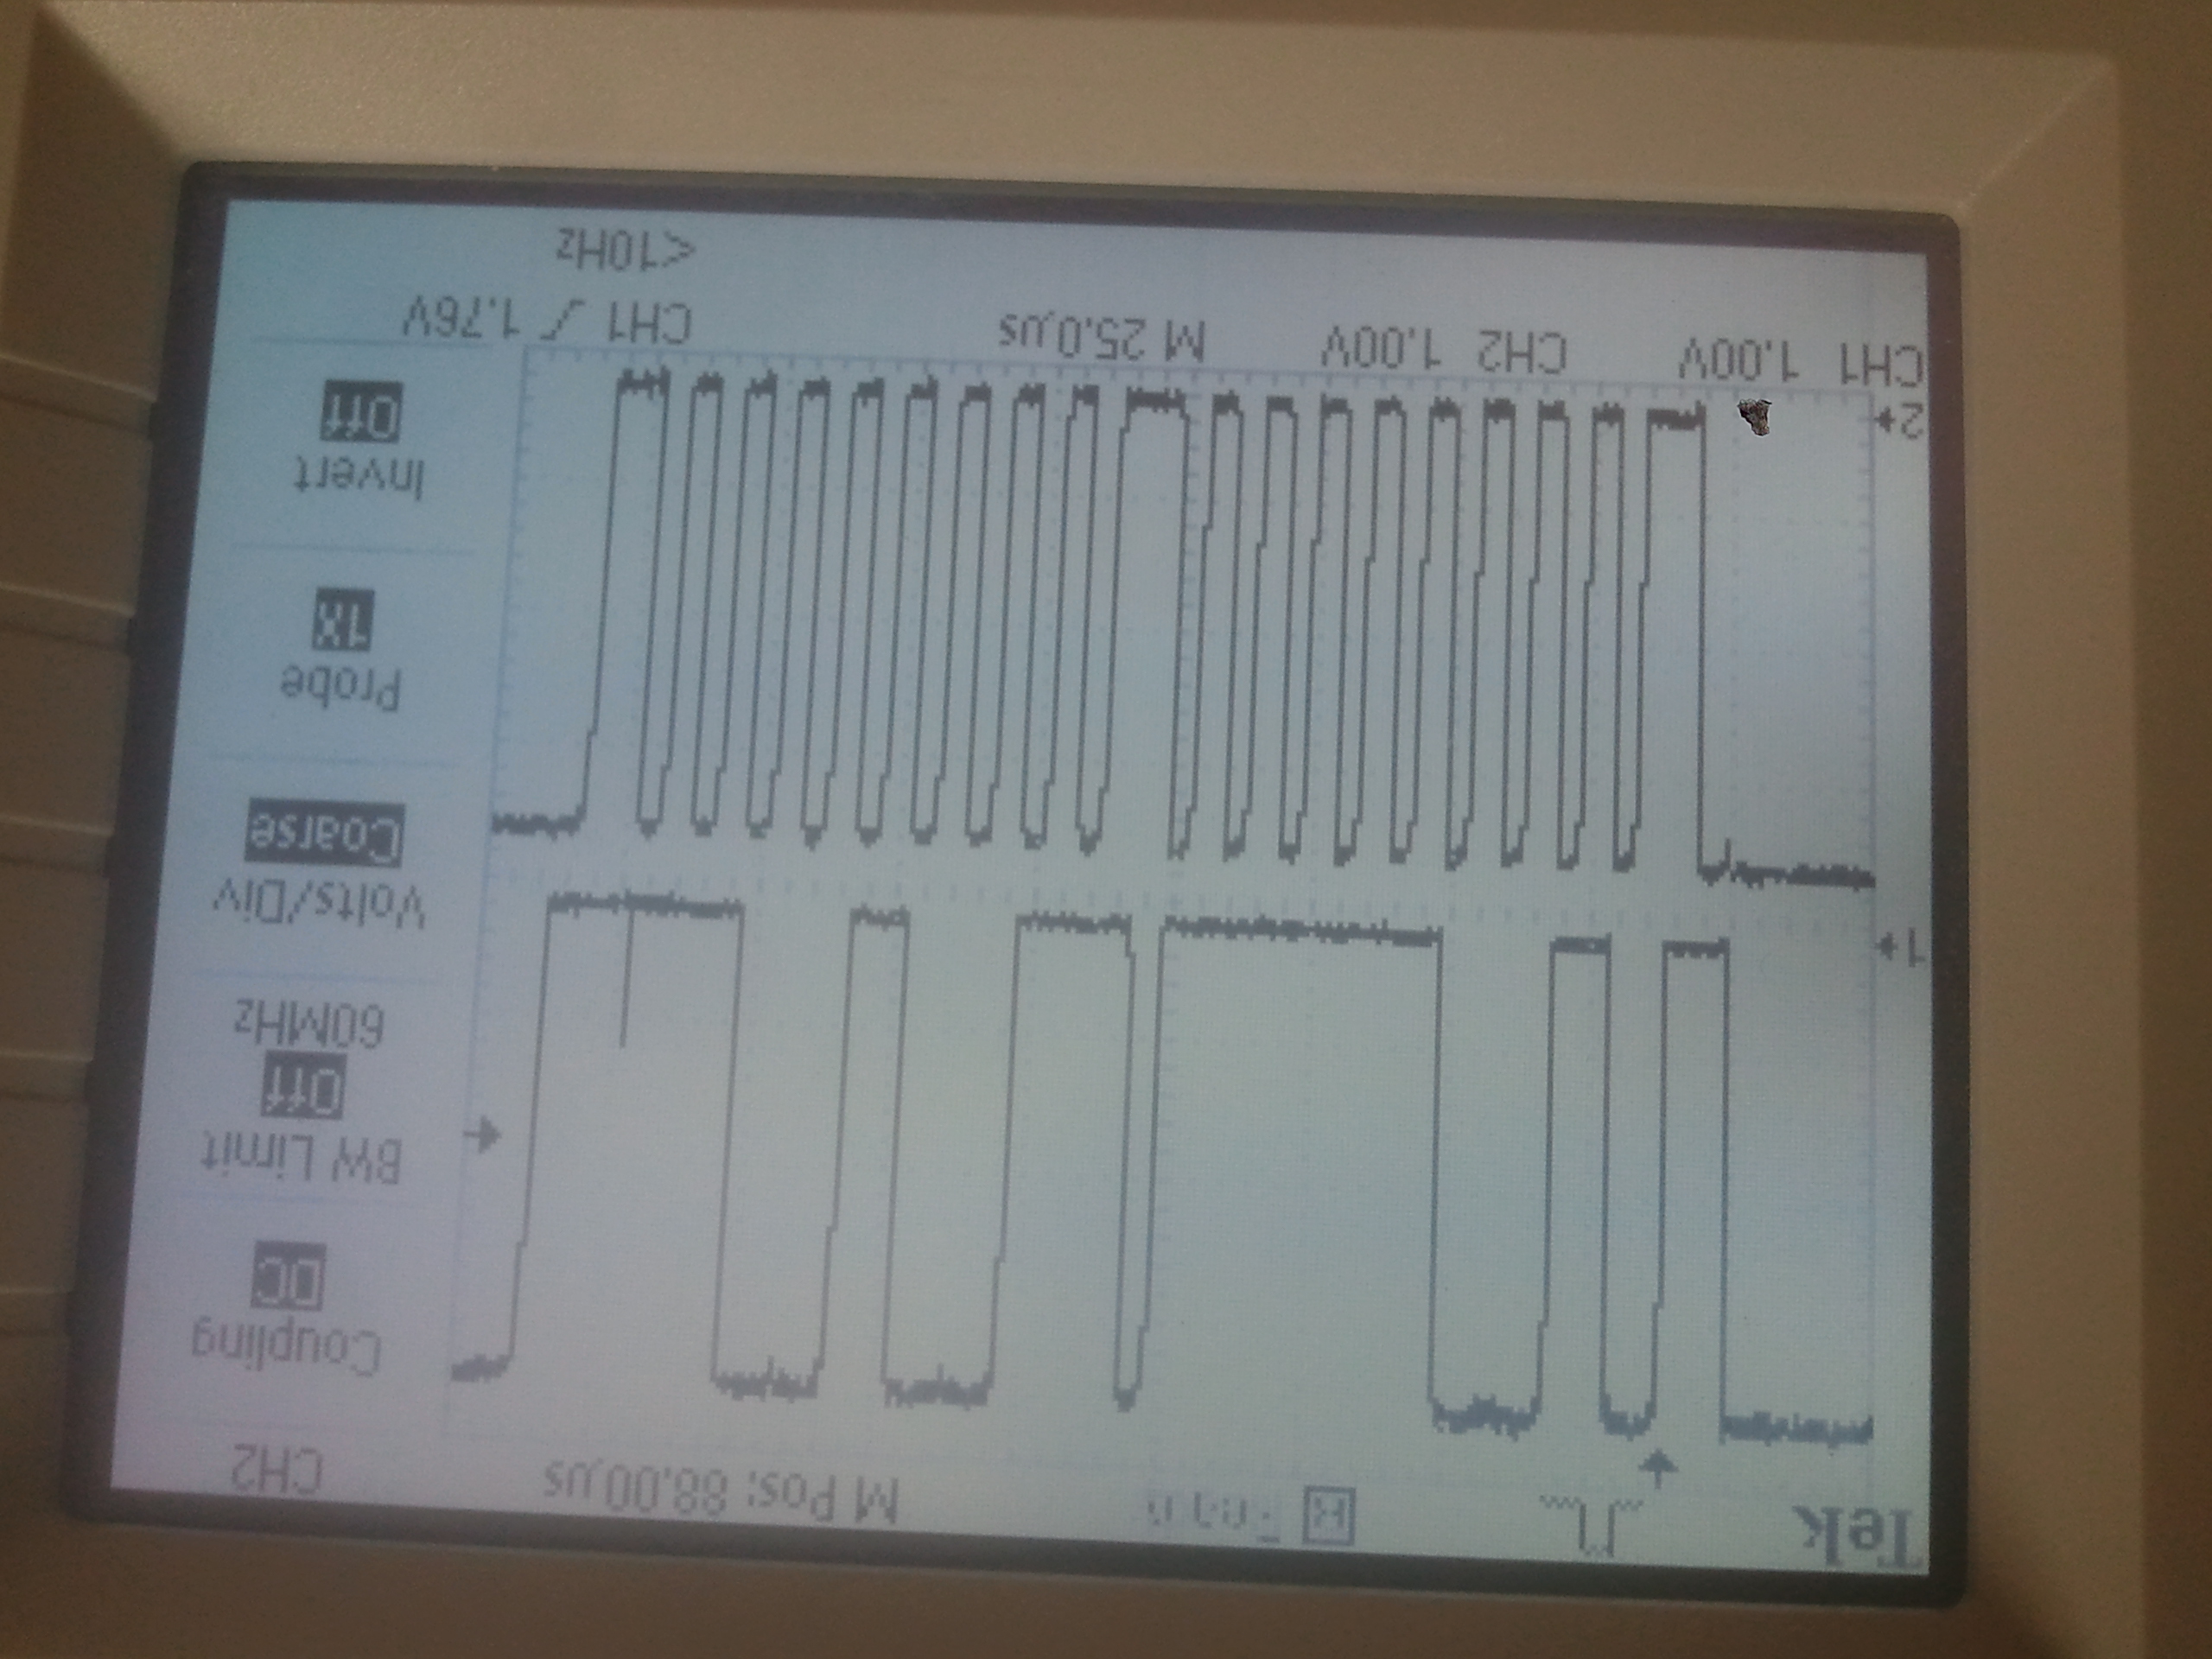 Tek
M Pos: 88.00µs
CH2
Coupling
DC
BW Limit
Off
60MHz
1
Volts/Div
Coarse
Probe
1X
Invert
Off
2
CH1 1.00V CH2 1.00V M 25.0µs CH1 1.76V
<10Hz